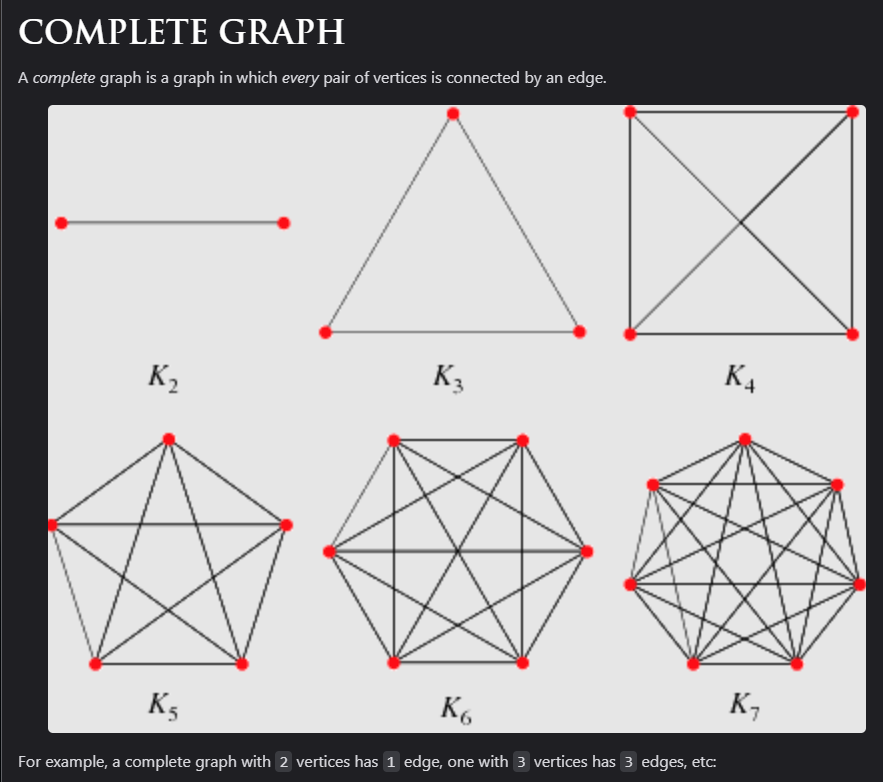 COMPLETE GRAPH
A complete graph is a graph in which every pair of vertices is connected by an edge.
K₂ K₃ K₄
K₅ K₆ K₇
For example, a complete graph with 2 vertices has 1 edge, one with 3 vertices has 3 edges, etc: